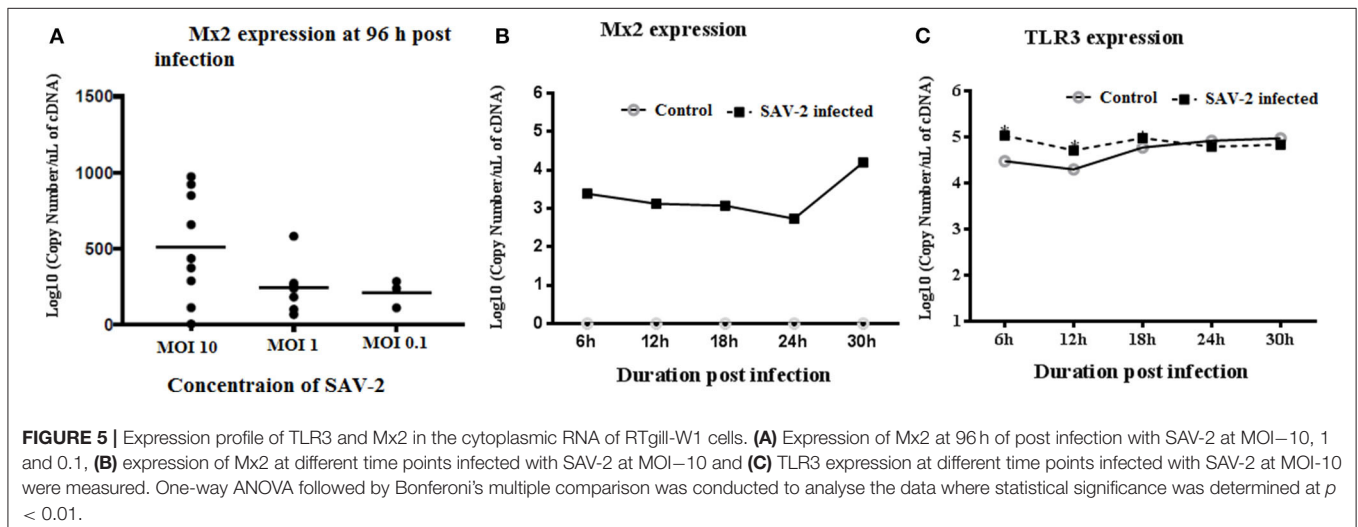 A
Mx2 expression at 96 h post
infection
Log10 (Copy Number/uL of cDNA)
1500
1000
500
0
MOI 10 MOI 1 MOI 0.1
Concentraion of SAV-2
B
Mx2 expression
Control SAV-2 infected
Log10 (Copy Number/uL of cDNA)
6
5
4
3
2
1
0
6h 12h 18h 24h 30h
Duration post infection
C
TLR3 expression
Control SAV-2 infected
Log10 (Copy Number/uL of cDNA)
6
5
4
3
2
1
* *
6h 12h 18h 24h 30h
Duration post infection
FIGURE 5 | Expression profile of TLR3 and Mx2 in the cytoplasmic RNA of RTgill-W1 cells. (A) Expression of Mx2 at 96 h of post infection with SAV-2 at MOI–10, 1
and 0.1, (B) expression of Mx2 at different time points infected with SAV-2 at MOI–10 and (C) TLR3 expression at different time points infected with SAV-2 at MOI-10
were measured. One-way ANOVA followed by Bonferoni's multiple comparison was conducted to analyse the data where statistical significance was determined at p
< 0.01.